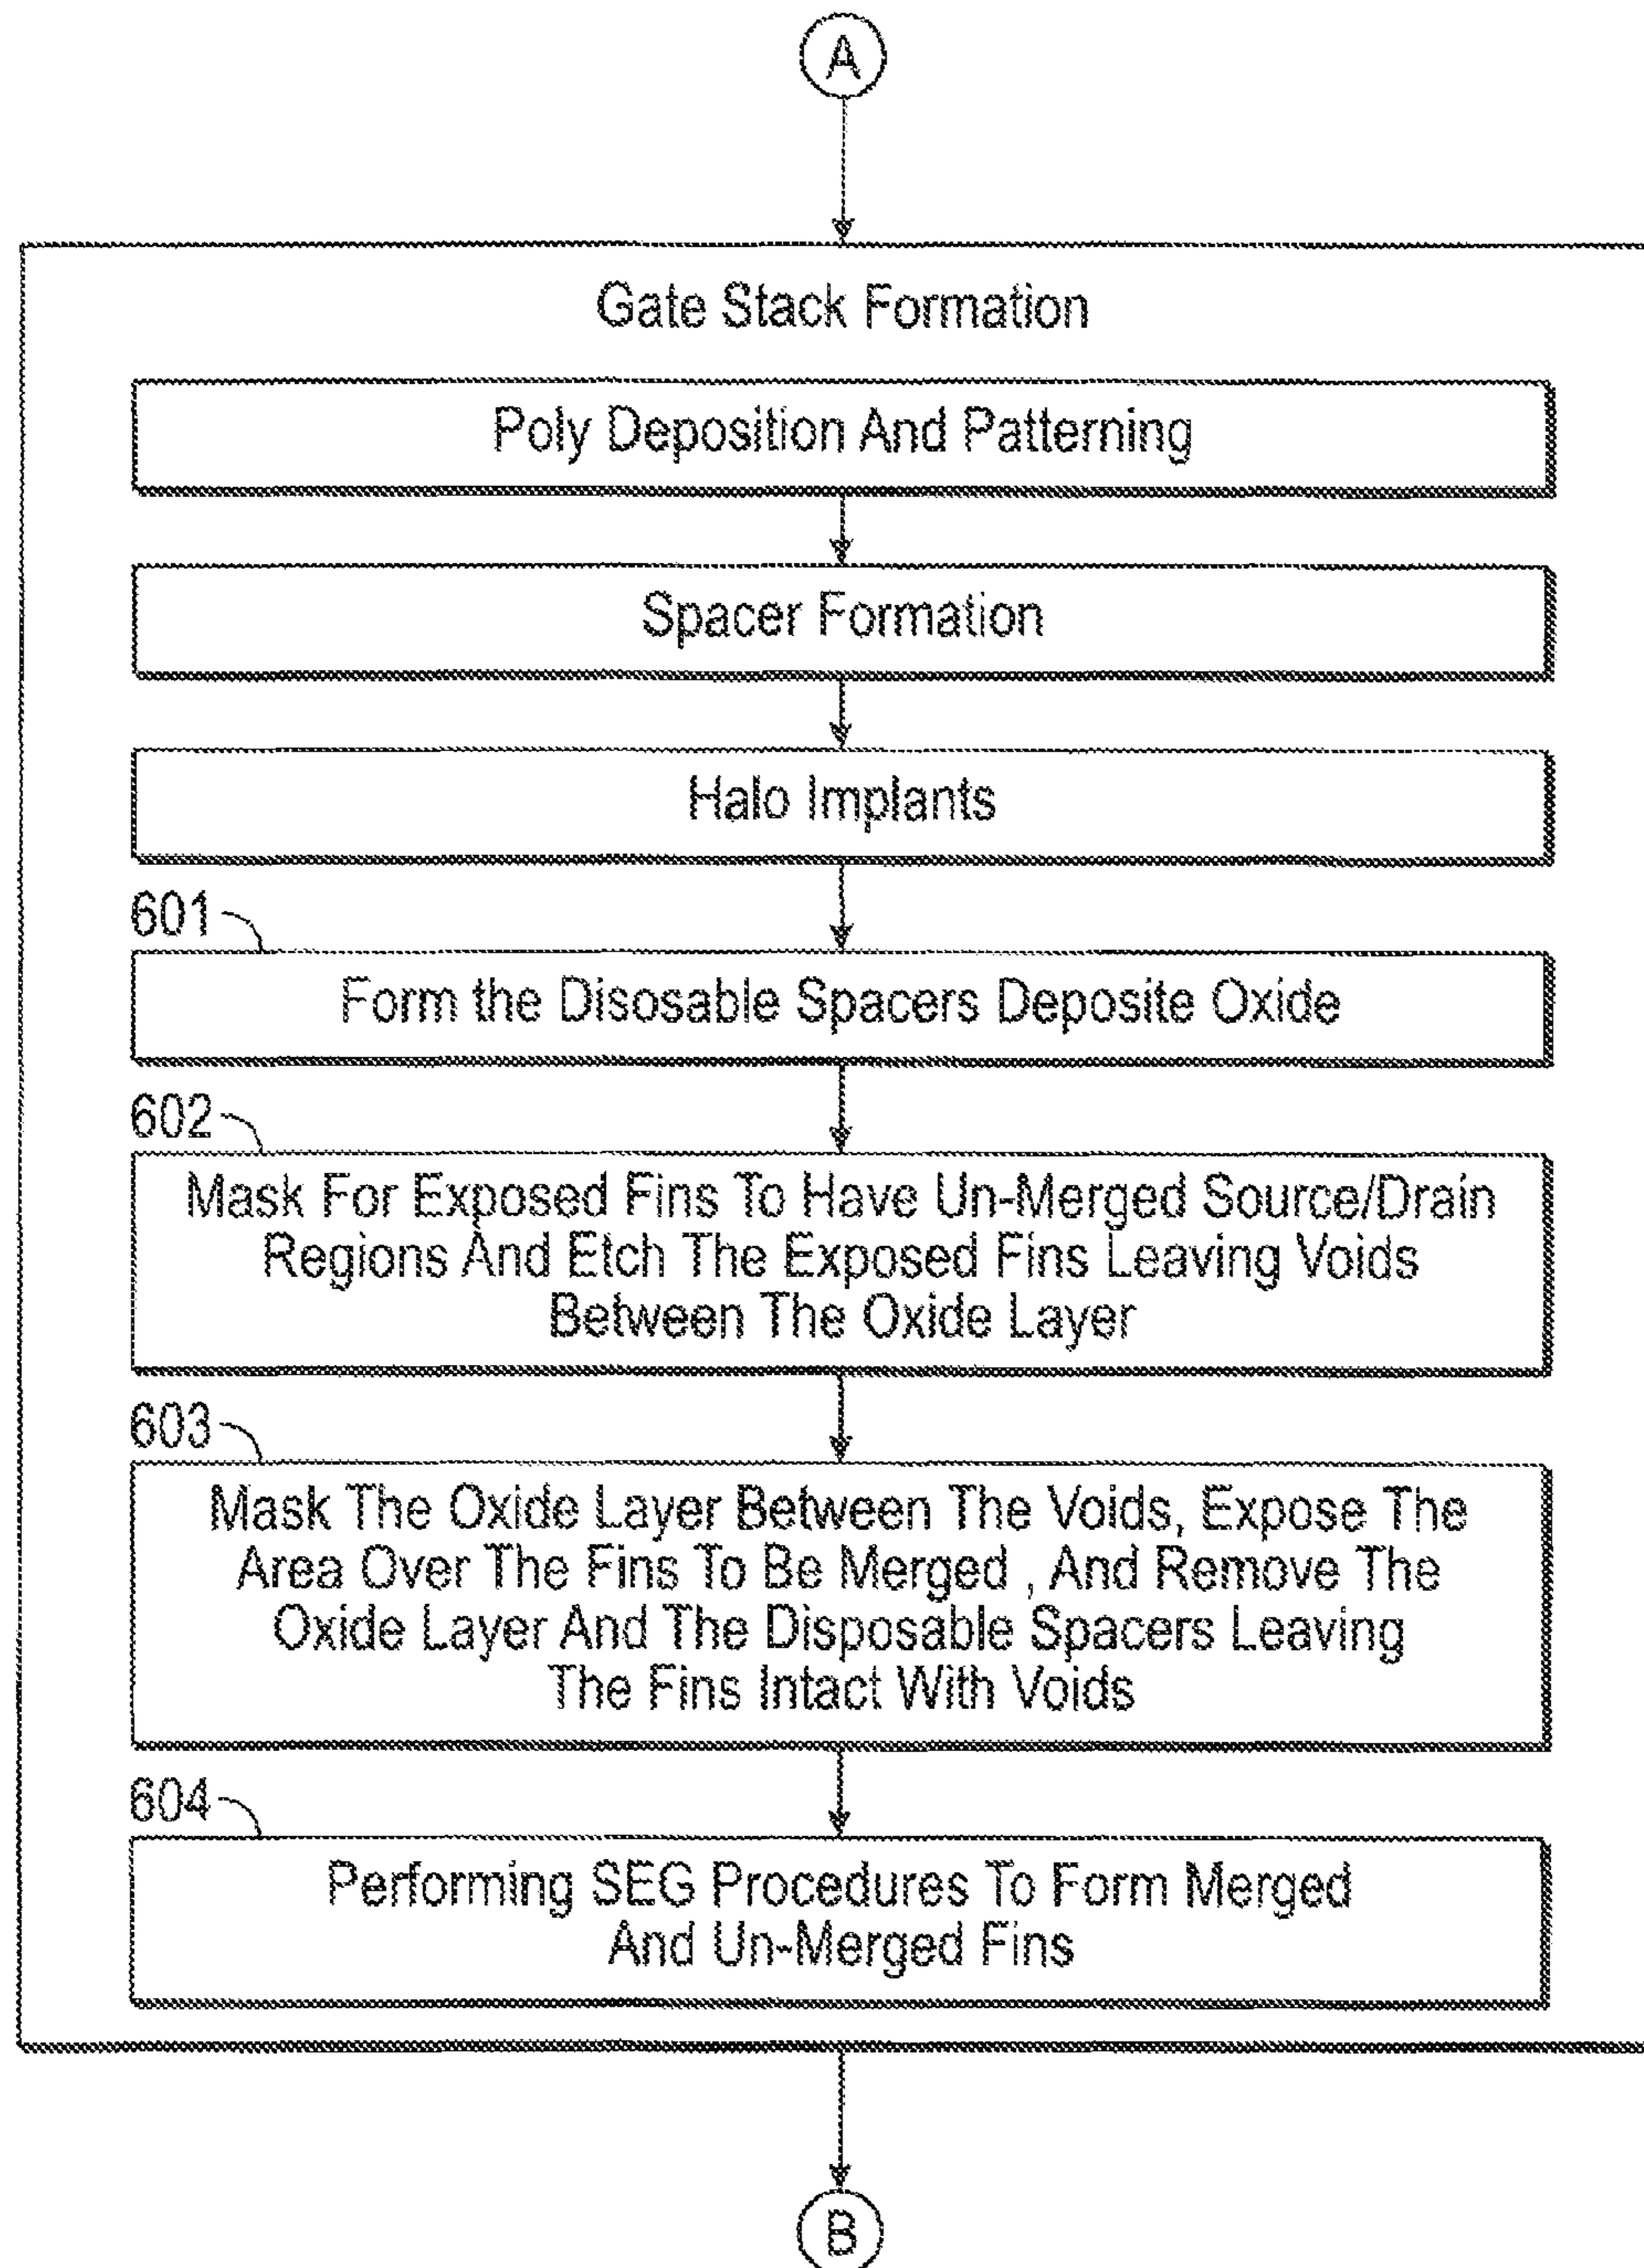 A
Gate Stack Formation
Poly Deposition And Patterning
Spacer Formation
Halo Implants
601
Form the Disosable Spacers Deposite Oxide
602
Mask For Exposed Fins To Have Un-Merged Source/Drain
Regions And Etch The Exposed Fins Leaving Voids
Between The Oxide Layer
603
Mask The Oxide Layer Between The Voids, Expose The
Area Over The Fins To Be Merged , And Remove The
Oxide Layer And The Disposable Spacers Leaving
The Fins Intact With Voids
604
Performing SEG Procedures To Form Merged
And Un-Merged Fins
B